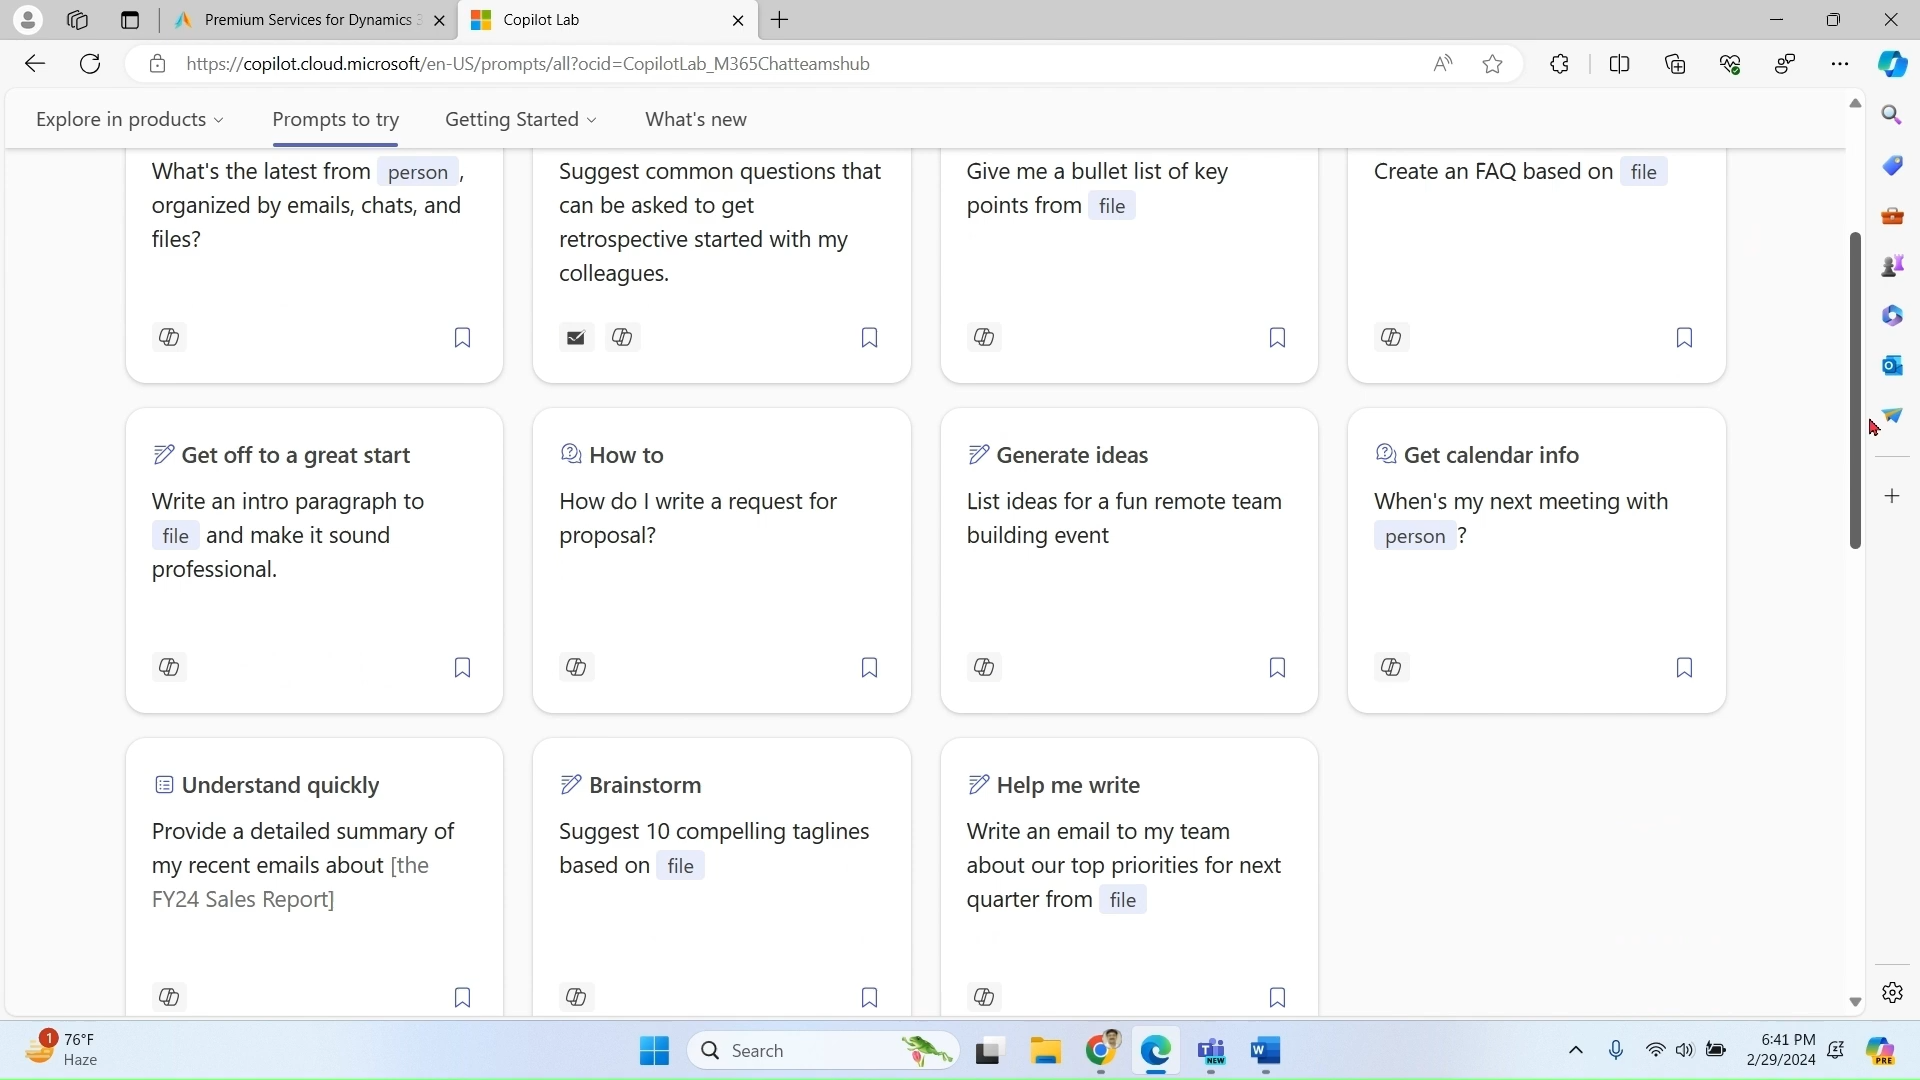 Premium Services for Dynamics 3
Copilot Lab
https://copilot.cloud.microsoft/en-US/prompts/all?ocid=CopilotLab_M365Chatteamshub
Explore in products
Prompts to try
Getting Started
What's new
What's the latest from person ,
organized by emails, chats, and
files?
Suggest common questions that
can be asked to get
retrospective started with my
colleagues.
Give me a bullet list of key
points from file
Create an FAQ based on file
Get off to a great start
Write an intro paragraph to
file and make it sound
professional.
How to
How do I write a request for
proposal?
Generate ideas
List ideas for a fun remote team
building event
Get calendar info
When's my next meeting with
person ?
Understand quickly
Provide a detailed summary of
my recent emails about [the
FY24 Sales Report]
Brainstorm
Suggest 10 compelling taglines
based on file
Help me write
Write an email to my team
about our top priorities for next
quarter from file
1
76°F
Haze
Search
NEW
W
6:41 PM
2/29/2024
PRE